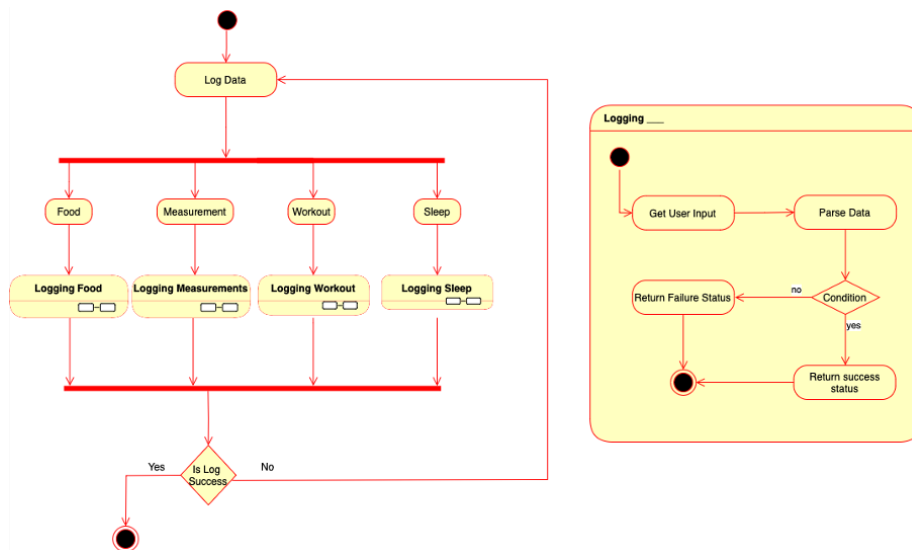 Log Data
Food
Measurement
Workout
Sleep
Logging Food
Logging Measurements
Logging Workout
Logging Sleep
Is Log
Success
Yes
No
Logging ___
Get User Input
Parse Data
Condition
no
yes
Return Failure Status
Return success
status